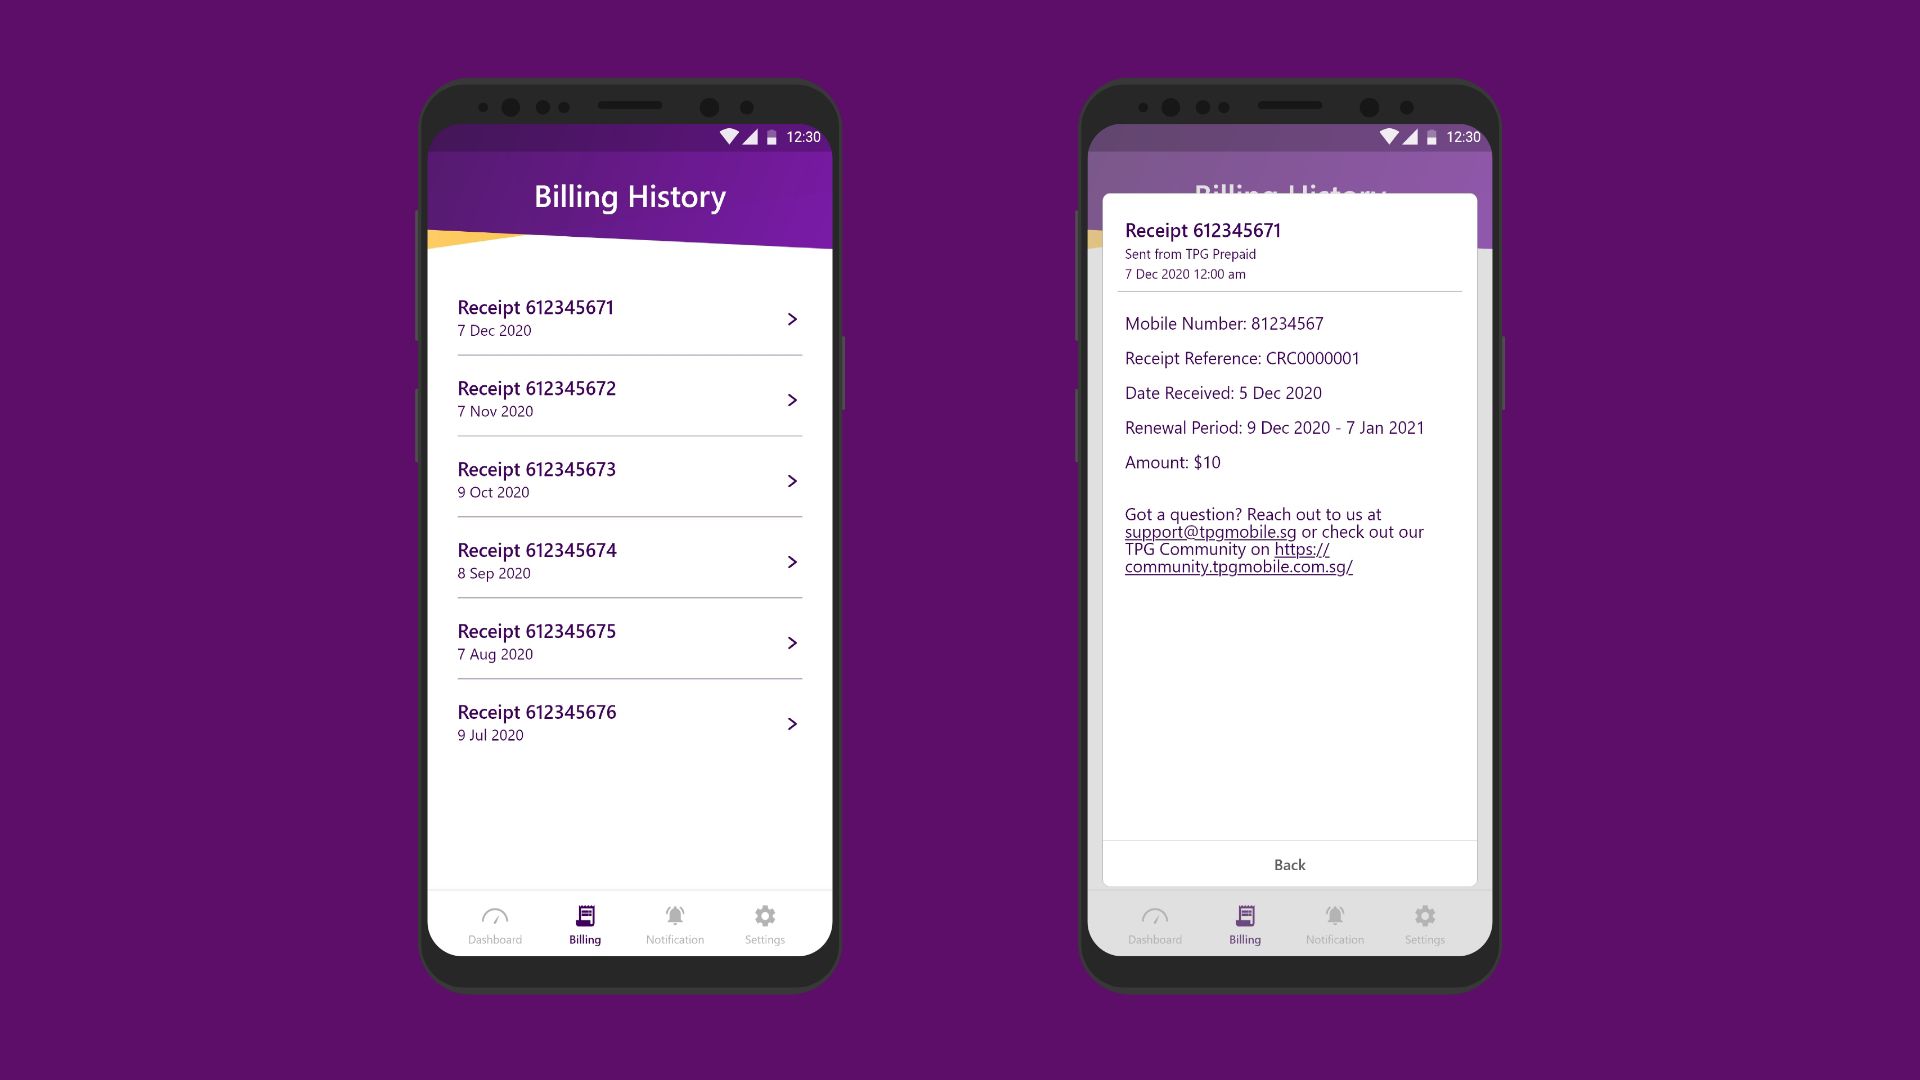 12:30
Billing History
Receipt 612345671
7 Dec 2020
Receipt 612345672
7 Nov 2020
Receipt 612345673
9 Oct 2020
Receipt 612345674
8 Sep 2020
Receipt 612345675
7 Aug 2020
Receipt 612345676
9 Jul 2020
Dashboard
Billing
Notification
Settings
12:30
Billing History
Receipt 612345671
Sent from TPG Prepaid
7 Dec 2020 12:00 am
Mobile Number: 81234567
Receipt Reference: CRC0000001
Date Received: 5 Dec 2020
Renewal Period: 9 Dec 2020 - 7 Jan 2021
Amount: $10
Got a question? Reach out to us at
support@tpgmobile.sg or check out our
TPG Community on https://
community.tpgmobile.com.sg/
Back
Dashboard
Billing
Notification
Settings